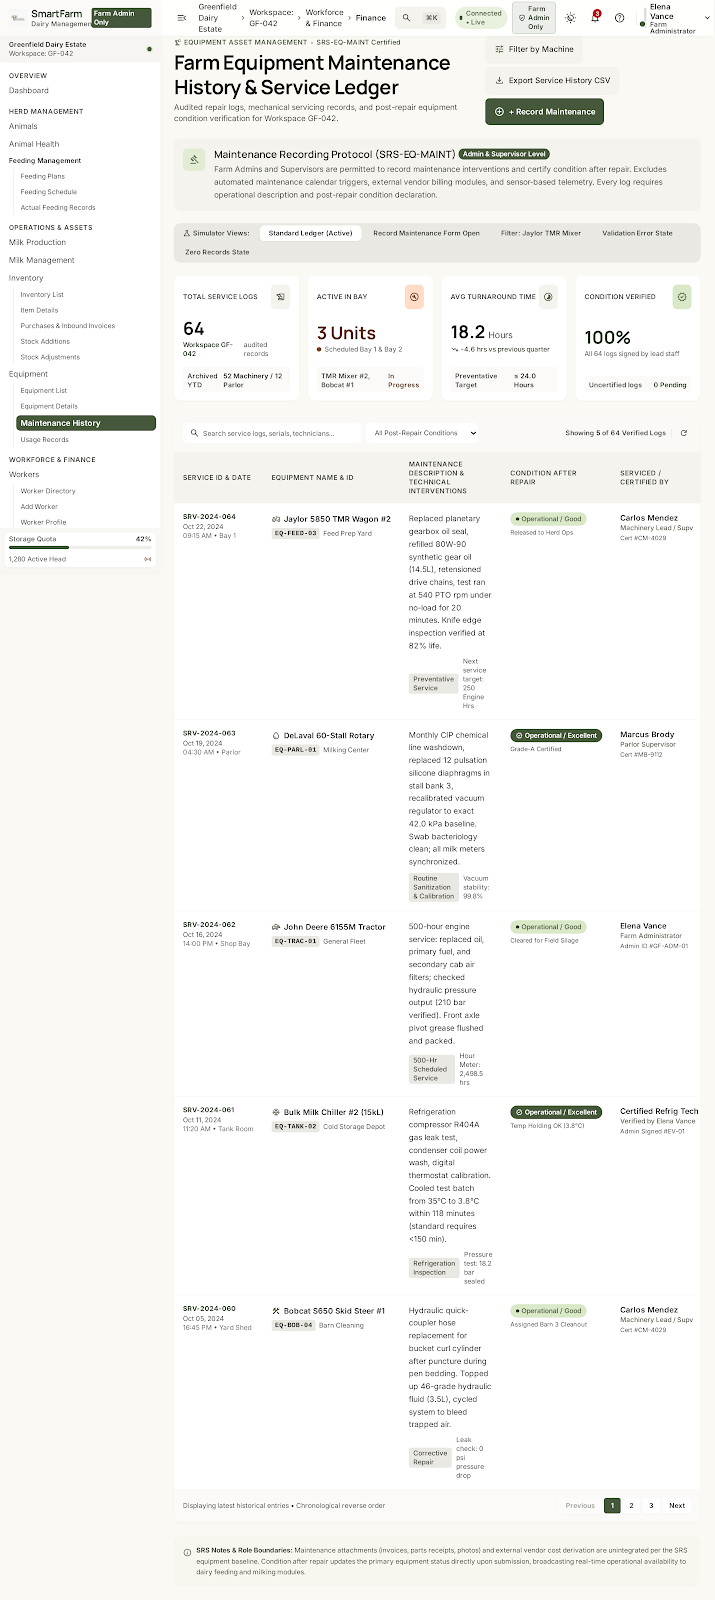 SmartFarm
Dairy Management
Farm Admin Only
Greenfield Dairy Estate
Workspace: GF-042
OVERVIEW
Dashboard
HERD MANAGEMENT
Animals
Animal Health
Feeding Management
Feeding Plans
Feeding Schedule
Actual Feeding Records
OPERATIONS & ASSETS
Milk Production
Milk Management
Inventory
Inventory List
Item Details
Purchases & Inbound Invoices
Stock Additions
Stock Adjustments
Equipment
Equipment List
Equipment Details
Maintenance History
Usage Records
WORKFORCE & FINANCE
Workers
Worker Directory
Add Worker
Worker Profile
Storage Quota 42%
1,280 Active Head
Greenfield Dairy Estate › Workspace: GF-042 › Workforce & Finance › Finance
⌘K
Connected • Live
Farm Admin Only
3
Elena Vance
Farm Administrator
EQUIPMENT ASSET MANAGEMENT • SRS-EQ-MAINT Certified
Farm Equipment Maintenance
History & Service Ledger
Audited repair logs, mechanical servicing records, and post-repair equipment
condition verification for Workspace GF-042.
Filter by Machine
Export Service History CSV
+ Record Maintenance
Maintenance Recording Protocol (SRS-EQ-MAINT) Admin & Supervisor Level
Farm Admins and Supervisors are permitted to record maintenance interventions and certify condition after repair. Excludes
automated maintenance calendar triggers, external vendor billing modules, and sensor-based telemetry. Every log requires
operational description and post-repair condition declaration.
Simulator Views: Standard Ledger (Active) Record Maintenance Form Open Filter: Jaylor TMR Mixer Validation Error State
Zero Records State
TOTAL SERVICE LOGS
64
Workspace GF-042 audited records
Archived YTD 52 Machinery / 12 Parlor
ACTIVE IN BAY
3 Units
Scheduled Bay 1 & Bay 2
TMR Mixer #2, Bobcat #1 In Progress
AVG TURNAROUND TIME
18.2 Hours
-4.6 hrs vs previous quarter
Preventative Target ≤ 24.0 Hours
CONDITION VERIFIED
100%
All 64 logs signed by lead staff
Uncertified logs 0 Pending
Search service logs, serials, technicians...
All Post-Repair Conditions
Showing 5 of 64 Verified Logs
SERVICE ID & DATE
EQUIPMENT NAME & ID
MAINTENANCE
DESCRIPTION &
TECHNICAL
INTERVENTIONS
CONDITION AFTER
REPAIR
SERVICED /
CERTIFIED BY
SRV-2024-064
Oct 22, 2024
09:15 AM • Bay 1
Jaylor 5850 TMR Wagon #2
EQ-FEED-03 Feed Prep Yard
Replaced planetary
gearbox oil seal,
refilled 80W-90
synthetic gear oil
(14.5L), retensioned
drive chains, test ran
at 540 PTO rpm under
no-load for 20
minutes. Knife edge
inspection verified at
82% life.
Preventative Service
Next service target: 250 Engine Hrs
Operational / Good
Released to Herd Ops
Carlos Mendez
Machinery Lead / Supv
Cert #CM-4029
SRV-2024-063
Oct 19, 2024
04:30 AM • Parlor
DeLaval 60-Stall Rotary
EQ-PARL-01 Milking Center
Monthly CIP chemical
line washdown,
replaced 12 pulsation
silicone diaphragms in
stall bank 3,
recalibrated vacuum
regulator to exact
42.0 kPa baseline.
Swab bacteriology
clean; all milk meters
synchronized.
Routine Sanitization & Calibration
Vacuum stability: 99.8%
Operational / Excellent
Grade-A Certified
Marcus Brody
Parlor Supervisor
Cert #MB-9112
SRV-2024-062
Oct 16, 2024
14:00 PM • Shop Bay
John Deere 6155M Tractor
EQ-TRAC-01 General Fleet
500-hour engine
service: replaced oil,
primary fuel, and
secondary cab air
filters; checked
hydraulic pressure
output (210 bar
verified). Front axle
pivot grease flushed
and packed.
500-Hr Scheduled Service
Hour Meter: 2,498.5 hrs
Operational / Good
Cleared for Field Silage
Elena Vance
Farm Administrator
Admin ID #GF-ADM-01
SRV-2024-061
Oct 11, 2024
11:20 AM • Tank Room
Bulk Milk Chiller #2 (15kL)
EQ-TANK-02 Cold Storage Depot
Refrigeration
compressor R404A
gas leak test,
condenser coil power
wash, digital
thermostat calibration.
Cooled test batch
from 35°C to 3.8°C
within 118 minutes
(standard requires
<150 min).
Refrigeration Inspection
Pressure test: 18.2 bar sealed
Operational / Excellent
Temp Holding OK (3.8°C)
Certified Refrig Tech
Verified by Elena Vance
Admin Signed #EV-01
SRV-2024-060
Oct 05, 2024
16:45 PM • Yard Shed
Bobcat S650 Skid Steer #1
EQ-BOB-04 Barn Cleaning
Hydraulic quick-
coupler hose
replacement for
bucket curl cylinder
after puncture during
pen bedding. Topped
up 46-grade hydraulic
fluid (3.5L), cycled
system to bleed
trapped air.
Corrective Repair
Leak check: 0 psi pressure drop
Operational / Good
Assigned Barn 3 Cleanout
Carlos Mendez
Machinery Lead / Supv
Cert #CM-4029
Displaying latest historical entries • Chronological reverse order
Previous 1 2 3 Next
SRS Notes & Role Boundaries: Maintenance attachments (invoices, parts receipts, photos) and external vendor cost derivation are unintegrated per the SRS
equipment baseline. Condition after repair updates the primary equipment status directly upon submission, broadcasting real-time operational availability to
dairy feeding and milking modules.